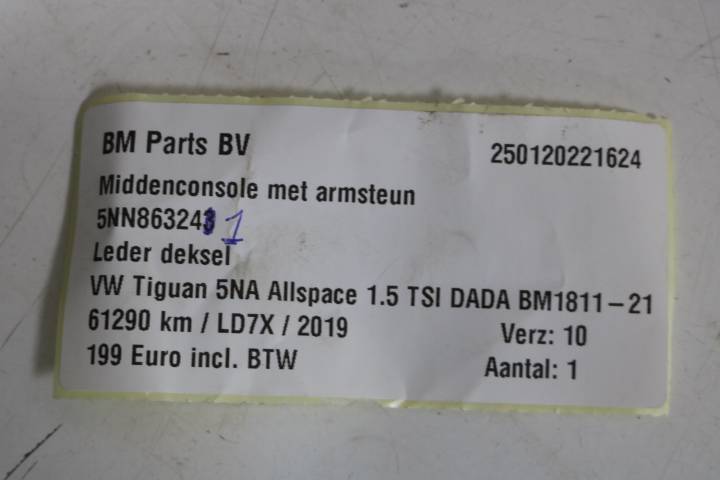 BM Parts BV 250120221624
Middenconsole met armsteun
5NN863243 1
Leder deksel
VW Tiguan 5NA Allspace 1.5 TSI DADA BM1811-21
61290 km / LD7X / 2019 Verz: 10
199 Euro incl. BTW Aantal: 1